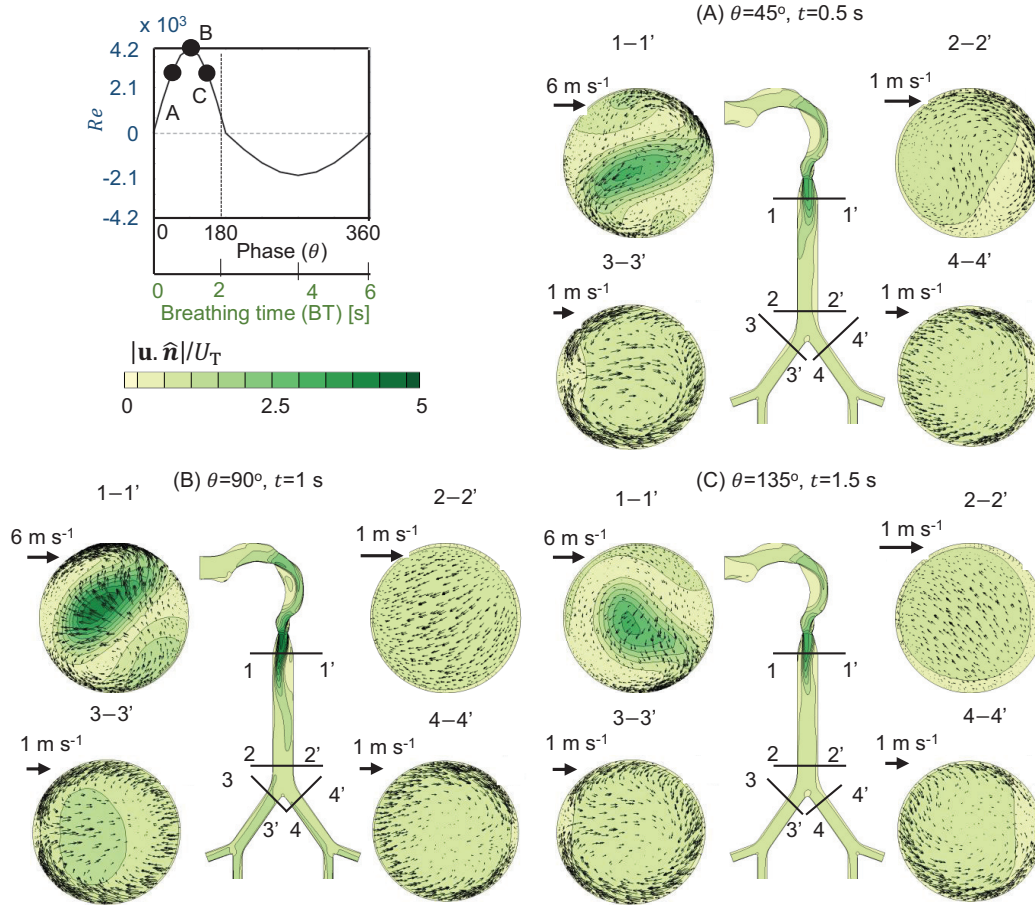 x 10³
4.2
2.1
0
-2.1
-4.2
Re
A
B
C
0
180
360
Phase (θ)
0
2
4
6
Breathing time (BT) [s]
|u. n̂|/U_T
0
2.5
5
(A) θ=45º, t=0.5 s
1–1'
2–2'
6 m s⁻¹
1 m s⁻¹
1
1'
3–3'
4–4'
1 m s⁻¹
1 m s⁻¹
2
2'
3
4'
3'
4
(B) θ=90º, t=1 s
1–1'
2–2'
6 m s⁻¹
1 m s⁻¹
1
1'
3–3'
4–4'
1 m s⁻¹
1 m s⁻¹
2
2'
3
4'
3'
4
(C) θ=135º, t=1.5 s
1–1'
2–2'
6 m s⁻¹
1 m s⁻¹
1
1'
3–3'
4–4'
1 m s⁻¹
1 m s⁻¹
2
2'
3
4'
3'
4